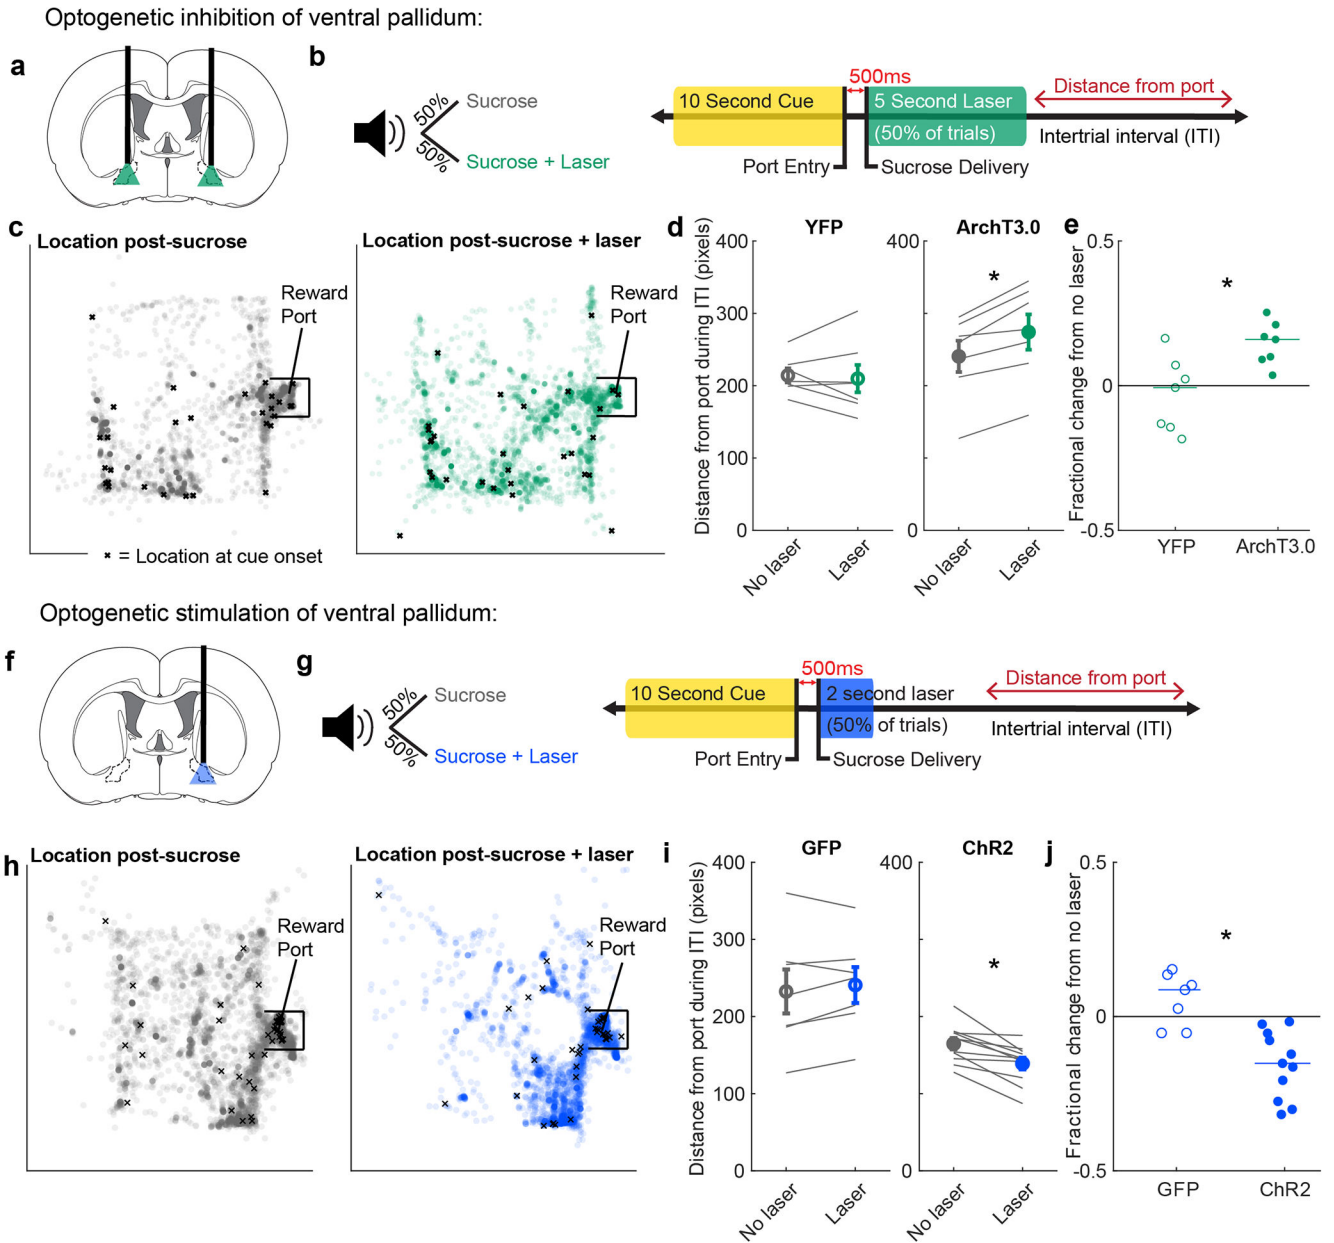 Optogenetic inhibition of ventral pallidum:
a
b
50%
Sucrose
50%
Sucrose + Laser
500ms
10 Second Cue
5 Second Laser
(50% of trials)
Distance from port
Intertrial interval (ITI)
Port Entry
Sucrose Delivery
c
Location post-sucrose
Reward
Port
= Location at cue onset
Location post-sucrose + laser
Reward
Port
d
YFP
ArchT3.0
Distance from port during ITI (pixels)
400
300
200
100
0
No laser
Laser
400
*
0
No laser
Laser
e
Fractional change from no laser
0.5
0
-0.5
*
YFP
ArchT3.0
Optogenetic stimulation of ventral pallidum:
f
g
50%
Sucrose
50%
Sucrose + Laser
500ms
10 Second Cue
2 second laser
(50% of trials)
Distance from port
Intertrial interval (ITI)
Port Entry
Sucrose Delivery
h
Location post-sucrose
Reward
Port
Location post-sucrose + laser
Reward
Port
i
GFP
ChR2
Distance from port during ITI (pixels)
400
300
200
100
0
No laser
Laser
400
*
0
No laser
Laser
j
Fractional change from no laser
0.5
0
-0.5
*
GFP
ChR2